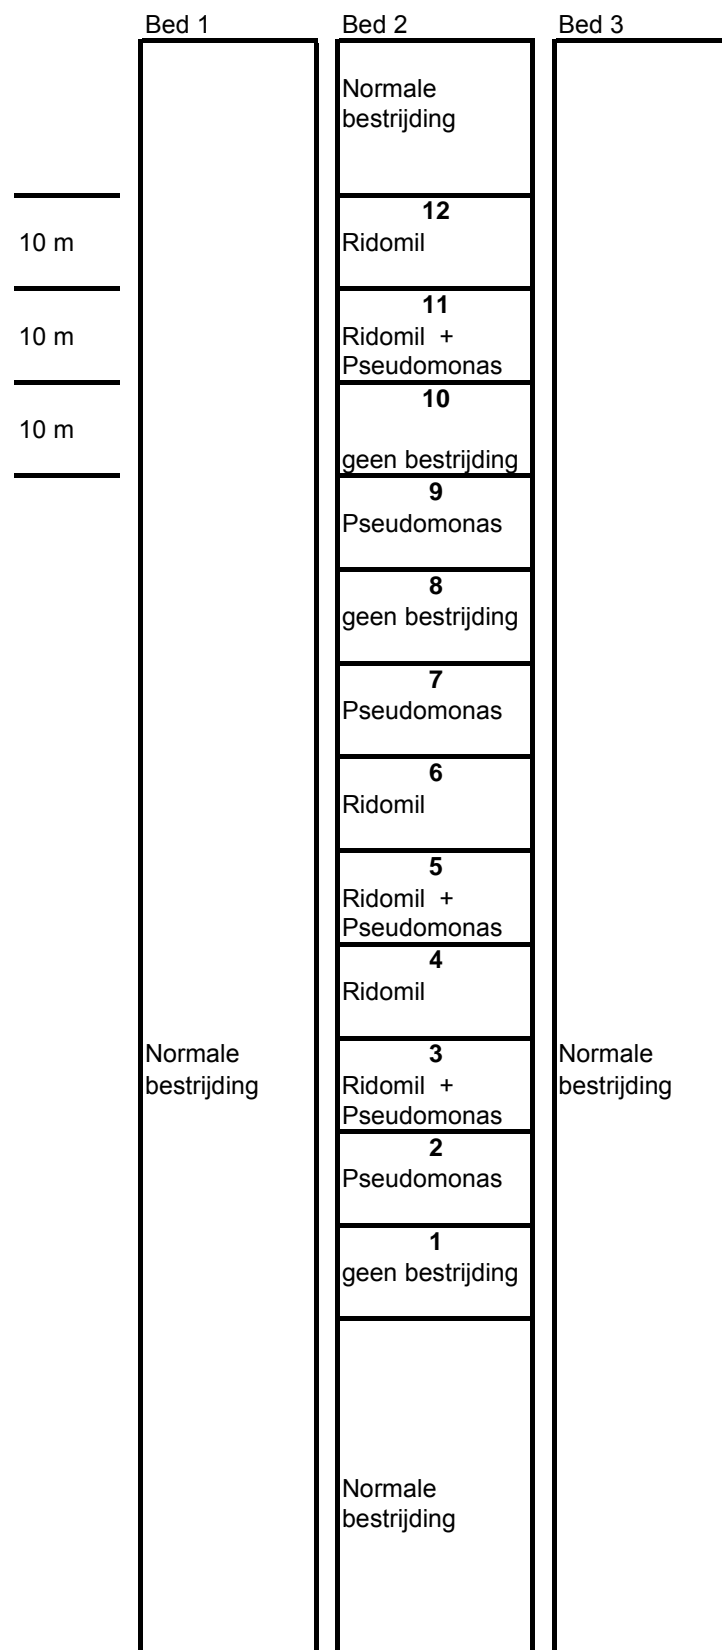 Bed 1
Bed 2
Bed 3
Normale
bestrijding
12
10 m
Ridomil
11
10 m
Ridomil +
Pseudomonas
10
10 m
geen bestrijding
9
Pseudomonas
8
geen bestrijding
7
Pseudomonas
6
Ridomil
5
Ridomil +
Pseudomonas
4
Ridomil
Normale
bestrijding
3
Ridomil +
Pseudomonas
Normale
bestrijding
2
Pseudomonas
1
geen bestrijding
Normale
bestrijding